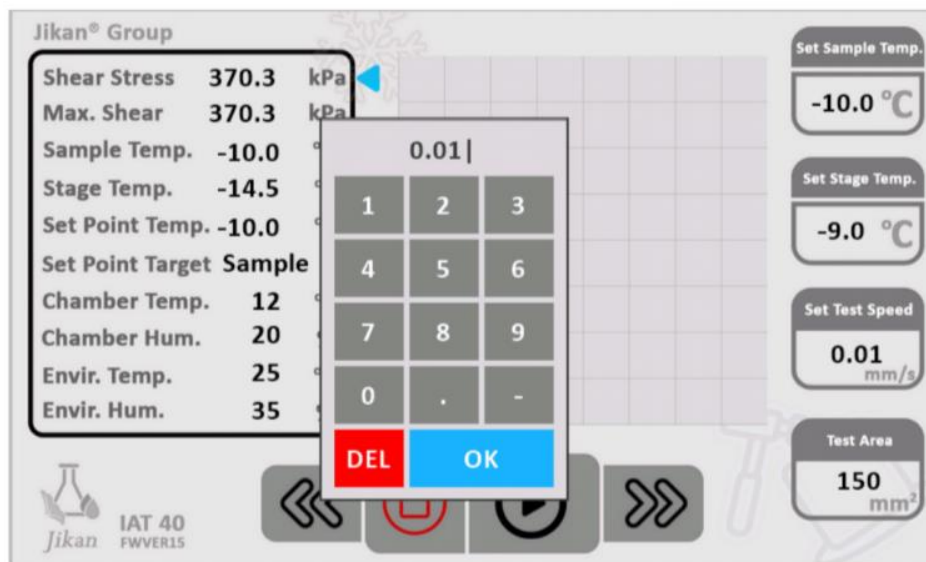 Jikan® Group
Shear Stress 370.3 kPa
Max. Shear 370.3 kPa
Sample Temp. -10.0
Stage Temp. -14.5
Set Point Temp. -10.0
Set Point Target Sample
Chamber Temp. 12
Chamber Hum. 20
Envir. Temp. 25
Envir. Hum. 35
0.01
1 2 3
4 5 6
7 8 9
0 . -
DEL OK
Set Sample Temp.
-10.0 °C
Set Stage Temp.
-9.0 °C
Set Test Speed
0.01
mm/s
Test Area
150
mm²
Jikan
IAT 40
FWVER15